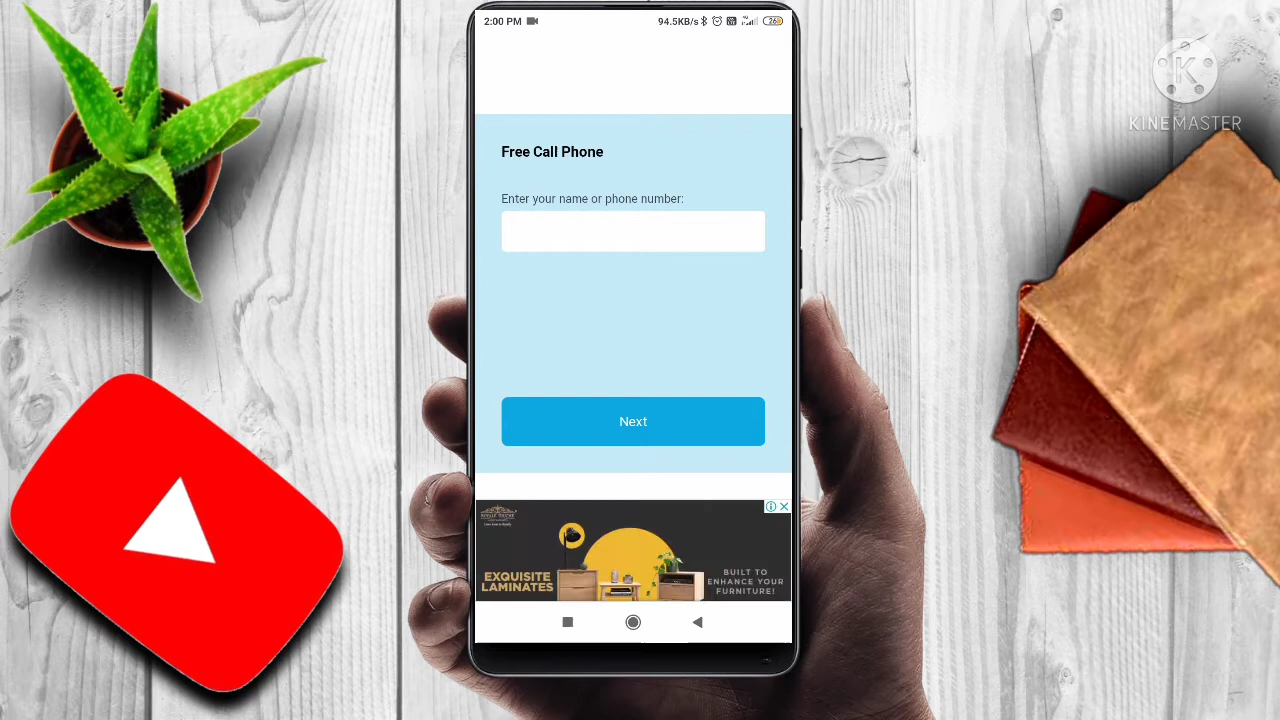 2:00 PM
94.5KB/s
26
KINEMASTER
Free Call Phone
Enter your name or phone number:
Next
EXQUISITE
LAMINATES
BUILT TO
ENHANCE YOUR
FURNITURE!